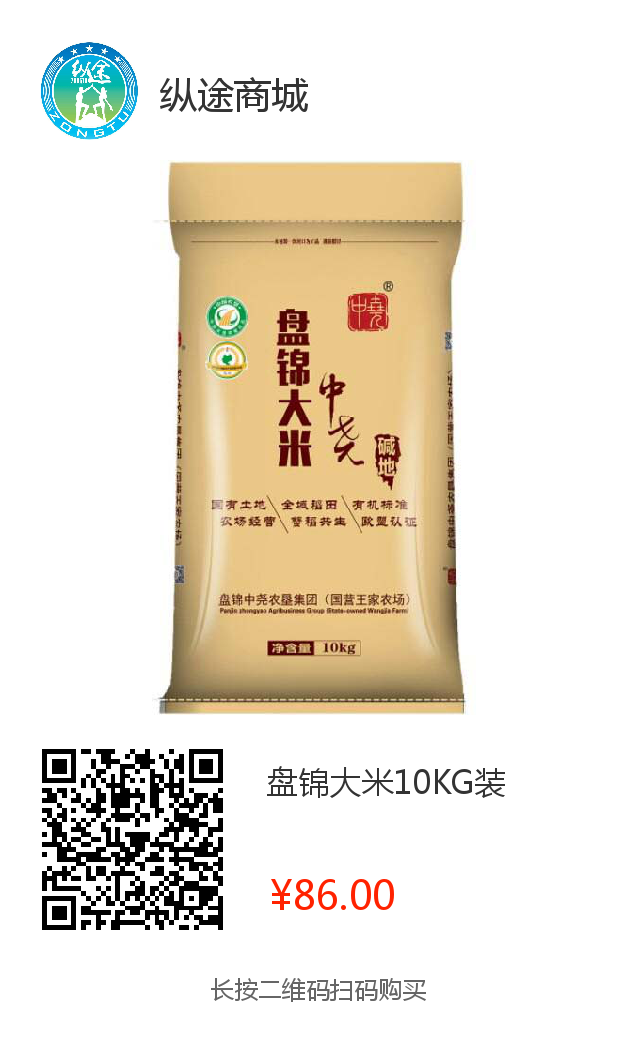 纵途
ZONGTU
纵途商城
®
中尧
盘锦大米
中尧
碱地
国有土地 全域稻田 有机标准
农场经营 蟹稻共生 欧盟认证
盘锦中尧农垦集团（国营王家农场）
Panjin zhongyao Agribusiness Group (State-owned Wangjia Farm)
净含量 10kg
盘锦大米10KG装
¥86.00
长按二维码扫码购买